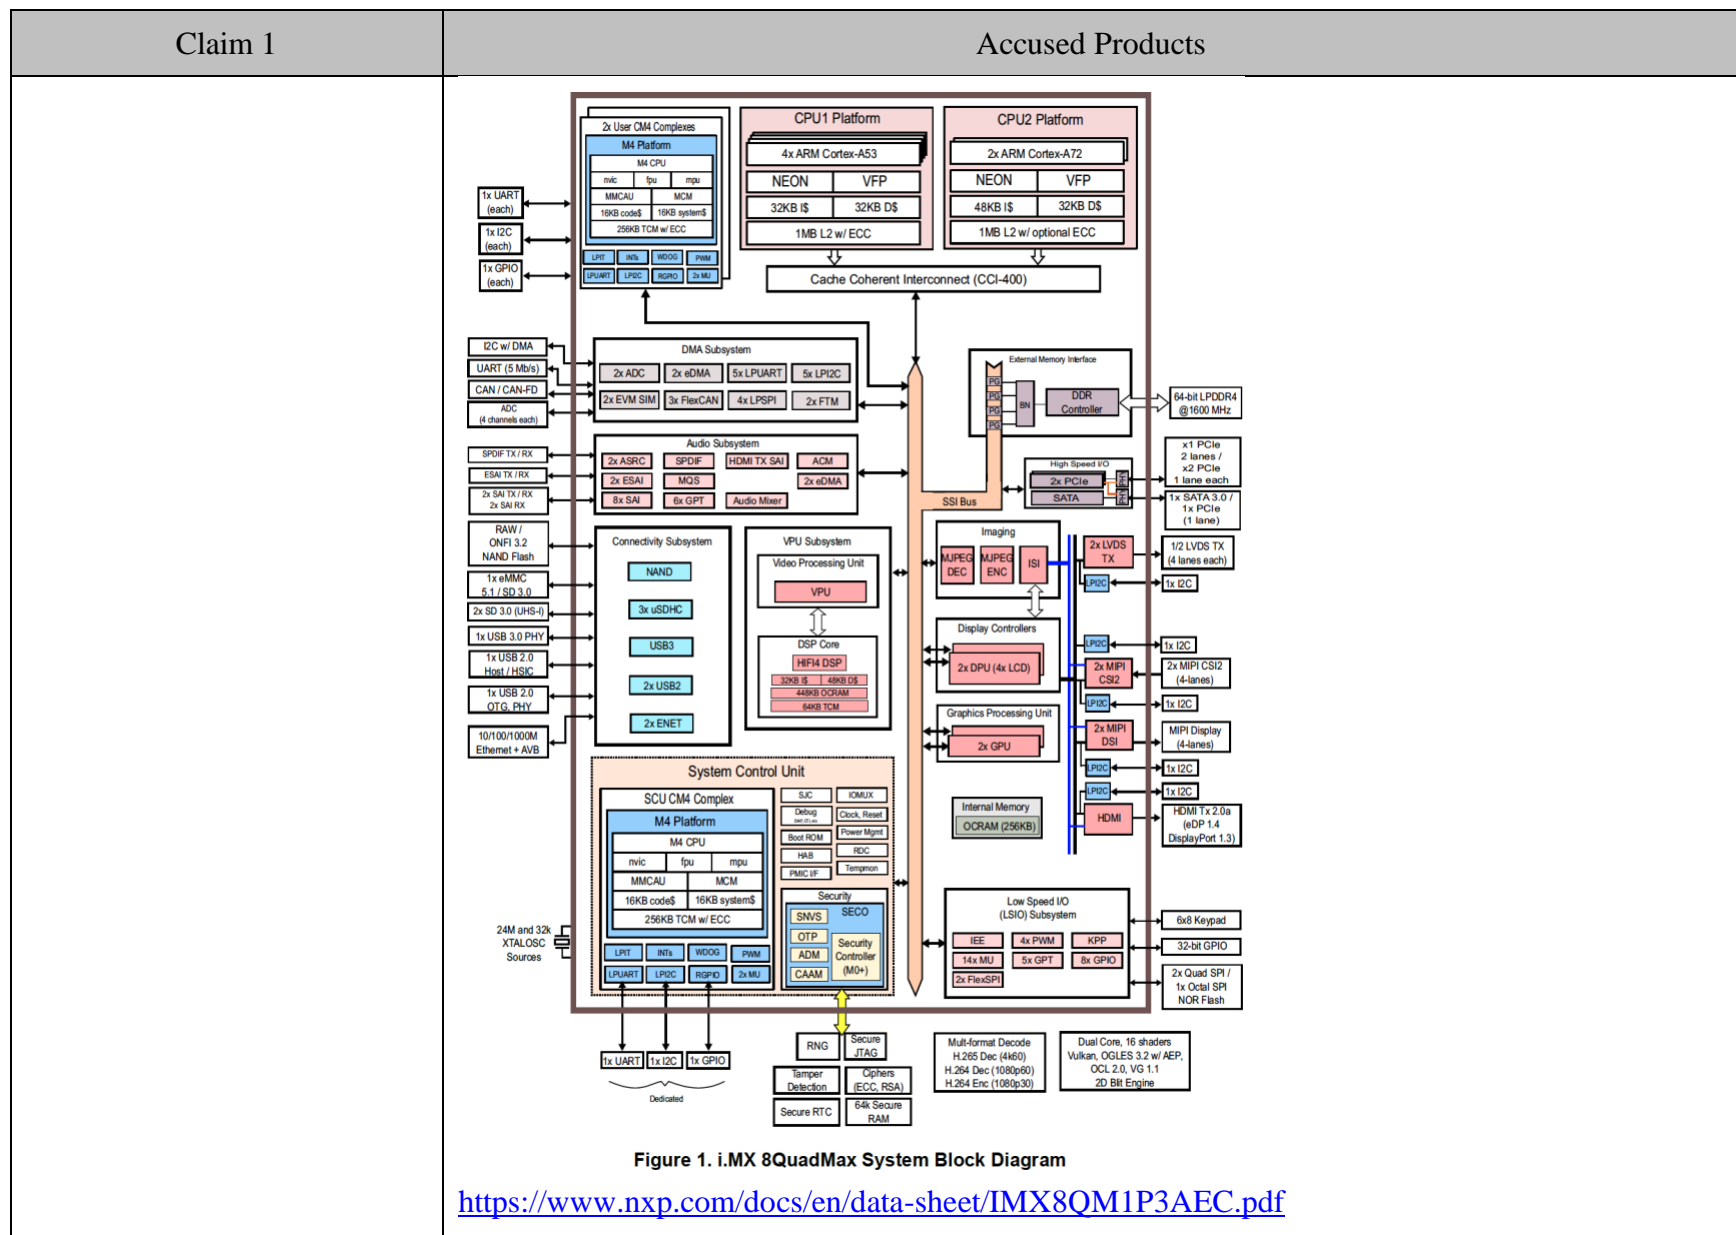 Claim 1
Accused Products
2x User CM4 Complexes
M4 Platform
M4 CPU
nvic fpu mpu
MMCAU MCM
16KB code$ 16KB system$
256KB TCM w/ ECC
LPIT INTs WDOG PWM
LPUART LPI2C RGPIO 2x MU
CPU1 Platform
4x ARM Cortex-A53
NEON VFP
32KB I$ 32KB D$
1MB L2 w/ ECC
CPU2 Platform
2x ARM Cortex-A72
NEON VFP
48KB I$ 32KB D$
1MB L2 w/ optional ECC
Cache Coherent Interconnect (CCI-400)
1x UART
(each)
1x I2C
(each)
1x GPIO
(each)
I2C w/ DMA
UART (5 Mb/s)
CAN / CAN-FD
ADC
(4 channels each)
DMA Subsystem
2x ADC 2x eDMA 5x LPUART 5x LPI2C
2x EVM SIM 3x FlexCAN 4x LPSPI 2x FTM
External Memory Interface
PG
PG
PG
PG
BN
DDR
Controller
64-bit LPDDR4
@1600 MHz
SPDIF TX / RX
ESAI TX / RX
2x SAI TX / RX
2x SAI RX
Audio Subsystem
2x ASRC SPDIF HDMI TX SAI ACM
2x ESAI MQS 2x eDMA
8x SAI 6x GPT Audio Mixer
SSI Bus
High Speed I/O
2x PCIe
SATA
PHY
PHY
x1 PCIe
2 lanes /
x2 PCIe
1 lane each
1x SATA 3.0 /
1x PCIe
(1 lane)
RAW /
ONFI 3.2
NAND Flash
1x eMMC
5.1 / SD 3.0
2x SD 3.0 (UHS-I)
1x USB 3.0 PHY
1x USB 2.0
Host / HSIC
1x USB 2.0
OTG, PHY
10/100/1000M
Ethernet + AVB
Connectivity Subsystem
NAND
3x uSDHC
USB3
2x USB2
2x ENET
VPU Subsystem
Video Processing Unit
VPU
DSP Core
HIFI4 DSP
32KB I$ 48KB D$
448KB OCRAM
64KB TCM
Imaging
MJPEG
DEC
MJPEG
ENC
ISI
Display Controllers
2x DPU (4x LCD)
Graphics Processing Unit
2x GPU
Internal Memory
OCRAM (256KB)
2x LVDS
TX
LPI2C
LPI2C
2x MIPI
CSI2
LPI2C
2x MIPI
DSI
LPI2C
LPI2C
HDMI
1/2 LVDS TX
(4 lanes each)
1x I2C
1x I2C
2x MIPI CSI2
(4-lanes)
1x I2C
MIPI Display
(4-lanes)
1x I2C
1x I2C
HDMI Tx 2.0a
(eDP 1.4
DisplayPort 1.3)
System Control Unit
SCU CM4 Complex
M4 Platform
M4 CPU
nvic fpu mpu
MMCAU MCM
16KB code$ 16KB system$
256KB TCM w/ ECC
LPIT INTs WDOG PWM
LPUART LPI2C RGPIO 2x MU
SJC IOMUX
Debug
Clock, Reset
Boot ROM Power Mgmt
HAB RDC
PMIC I/F Tempmon
Security
SNVS SECO
OTP
ADM
CAAM
Security
Controller
(M0+)
Low Speed I/O
(LSIO) Subsystem
IEE 4x PWM KPP
14x MU 5x GPT 8x GPIO
2x FlexSPI
6x8 Keypad
32-bit GPIO
2x Quad SPI /
1x Octal SPI
NOR Flash
24M and 32k
XTALOSC
Sources
1x UART 1x I2C 1x GPIO
Dedicated
RNG
Secure
JTAG
Tamper
Detection
Ciphers
(ECC, RSA)
Secure RTC
64k Secure
RAM
Mult-format Decode
H.265 Dec (4k60)
H.264 Dec (1080p60)
H.264 Enc (1080p30)
Dual Core, 16 shaders
Vulkan, OGLES 3.2 w/ AEP,
OCL 2.0, VG 1.1
2D Blit Engine
Figure 1. i.MX 8QuadMax System Block Diagram
https://www.nxp.com/docs/en/data-sheet/IMX8QM1P3AEC.pdf